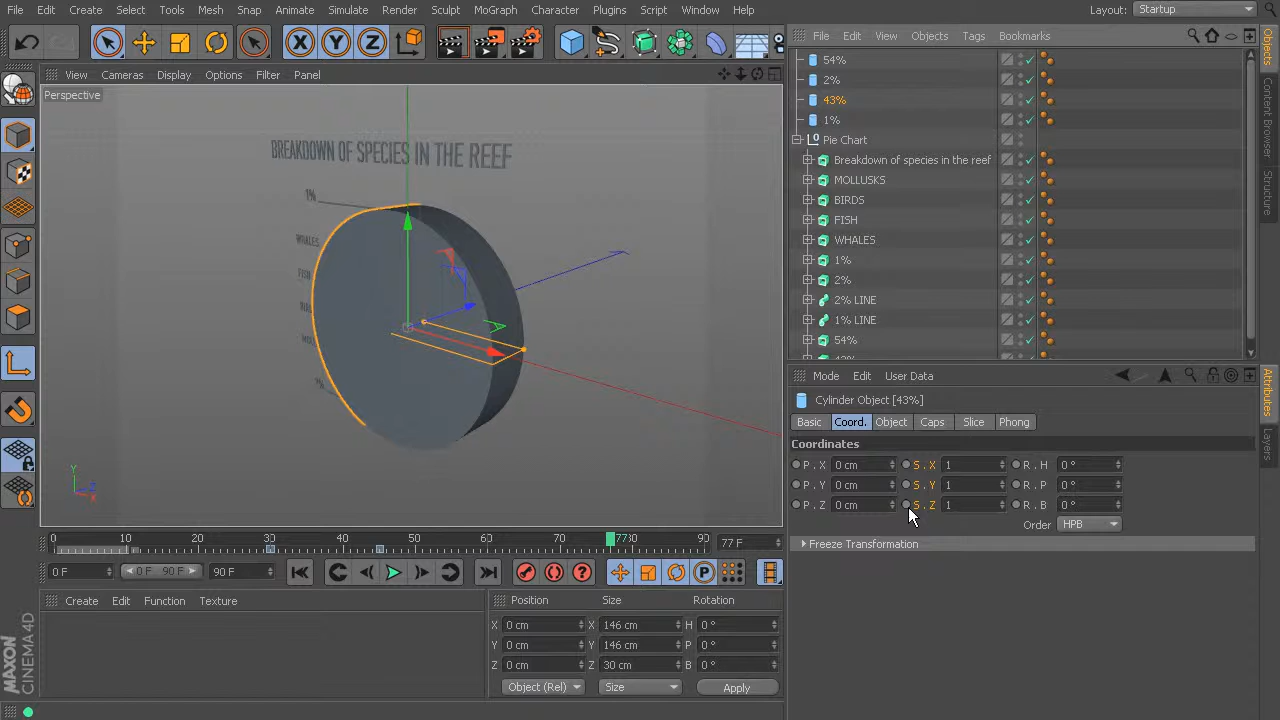 File Edit Create Select Tools Mesh Snap Animate Simulate Render Sculpt MoGraph Character Plugins Script Window Help Layout: Startup
File Edit View Objects Tags Bookmarks
View Cameras Display Options Filter Panel
Perspective
BREAKDOWN OF SPECIES IN THE REEF
1%
WHALES
54%
2%
43%
1%
Pie Chart
Breakdown of species in the reef
MOLLUSKS
BIRDS
FISH
WHALES
1%
2%
2% LINE
1% LINE
54%
Objects
Content Browser
Structure
Mode Edit User Data
Cylinder Object [43%]
Basic Coord. Object Caps Slice Phong
Coordinates
P . X 0 cm S . X 1 R . H 0 °
P . Y 0 cm S . Y 1 R . P 0 °
P . Z 0 cm S . Z 1 R . B 0 °
Order HPB
Freeze Transformation
Attributes
Layers
Y
Z
X
0 10 20 30 40 50 60 70 770 80 90 77 F
0 F 0 F 90 F 90 F
Create Edit Function Texture
Position Size Rotation
X 0 cm X 146 cm H 0 °
Y 0 cm Y 146 cm P 0 °
Z 0 cm Z 30 cm B 0 °
Object (Rel) Size Apply
MAXON
CINEMA 4D